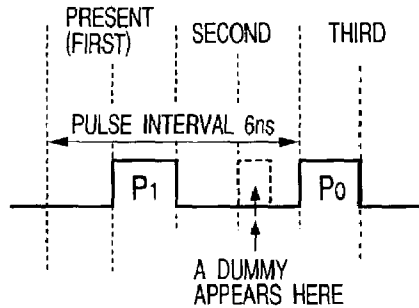 PRESENT
(FIRST)
SECOND
THIRD
PULSE INTERVAL 6ns
P1
P0
A DUMMY
APPEARS HERE